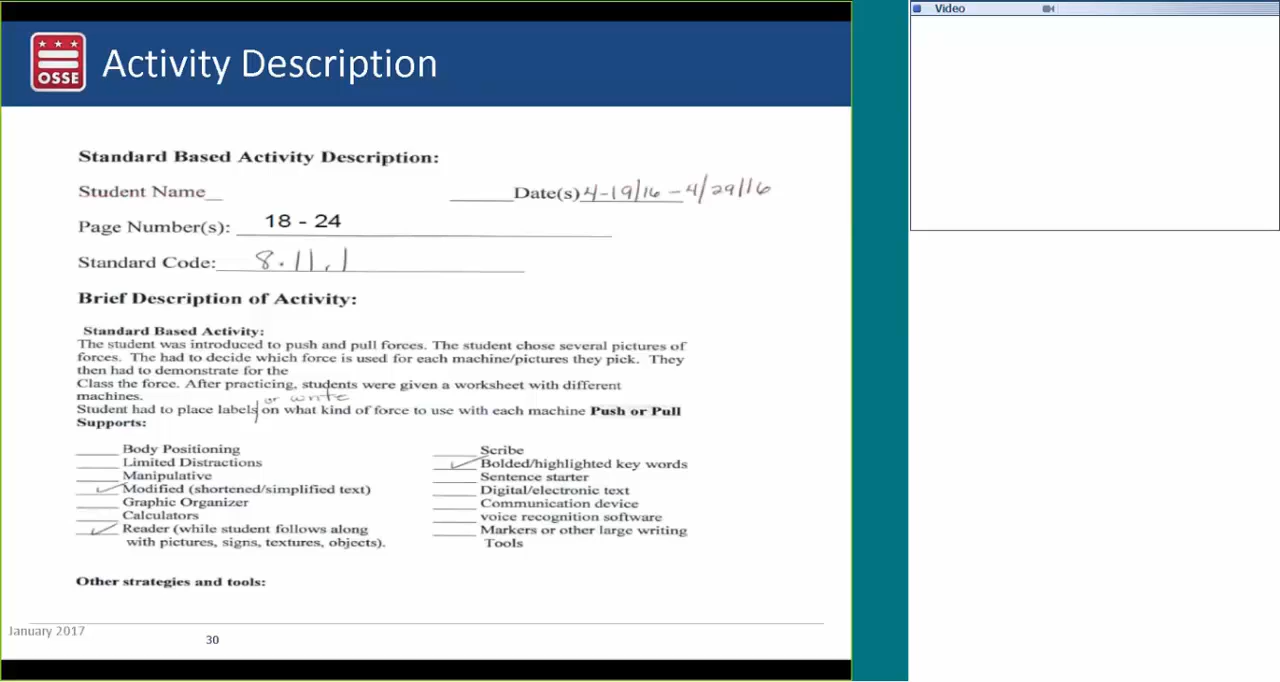 Video
OSSE
Activity Description
Standard Based Activity Description:
Student Name__ ______Date(s) 4-19/16 - 4/29/16
Page Number(s): 18 - 24
Standard Code: 8.11.1
Brief Description of Activity:
Standard Based Activity:
The student was introduced to push and pull forces. The student chose several pictures of
forces. The had to decide which force is used for each machine/pictures they pick. They
then had to demonstrate for the
Class the force. After practicing, students were given a worksheet with different
machines.
or write
Student had to place labels on what kind of force to use with each machine Push or Pull
Supports:
Body Positioning
Limited Distractions
Manipulative
Modified (shortened/simplified text)
Graphic Organizer
Calculators
Reader (while student follows along
with pictures, signs, textures, objects).
Scribe
Bolded/highlighted key words
Sentence starter
Digital/electronic text
Communication device
voice recognition software
Markers or other large writing
Tools
Other strategies and tools:
January 2017
30